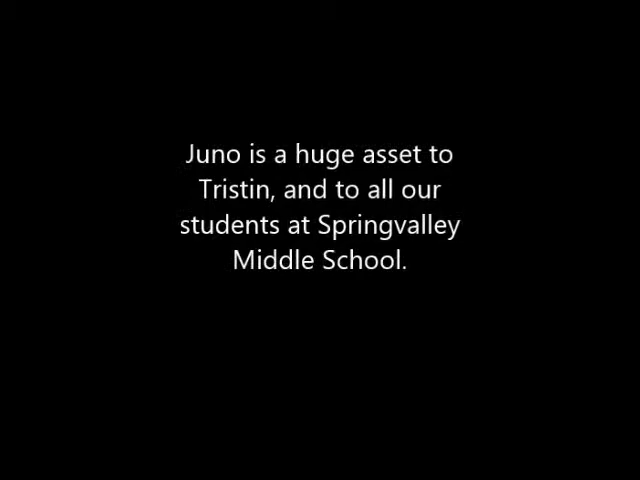 Juno is a huge asset to
Tristin, and to all our
students at Springvalley
Middle School.